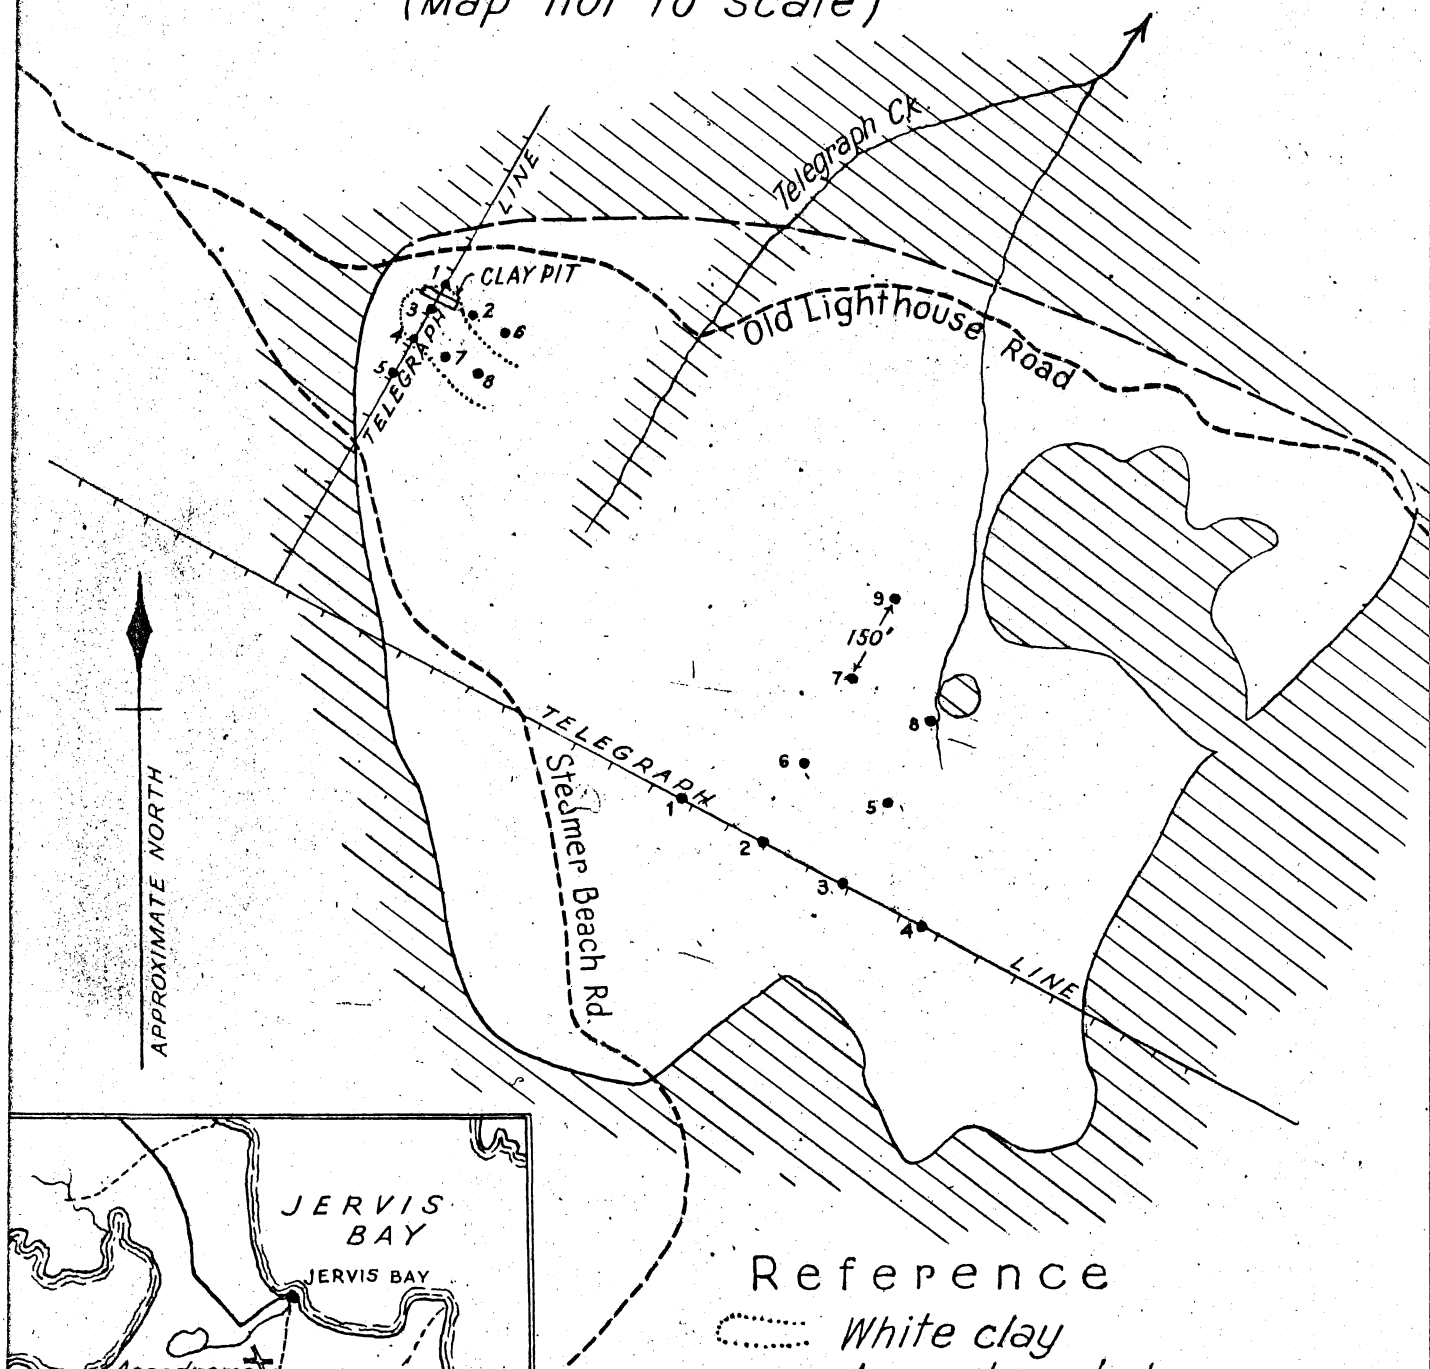 (Map not to scale)
Telegraph Ck.
LINE
1
CLAY PIT
3
2
6
4
7
5
8
TELEGRAPH
Old Lighthouse Road
9
150'
7
8
6
5
TELEGRAPH
1
2
3
4
LINE
Steamer Beach Rd.
APPROXIMATE NORTH
JERVIS
BAY
JERVIS BAY
Reference
White clay